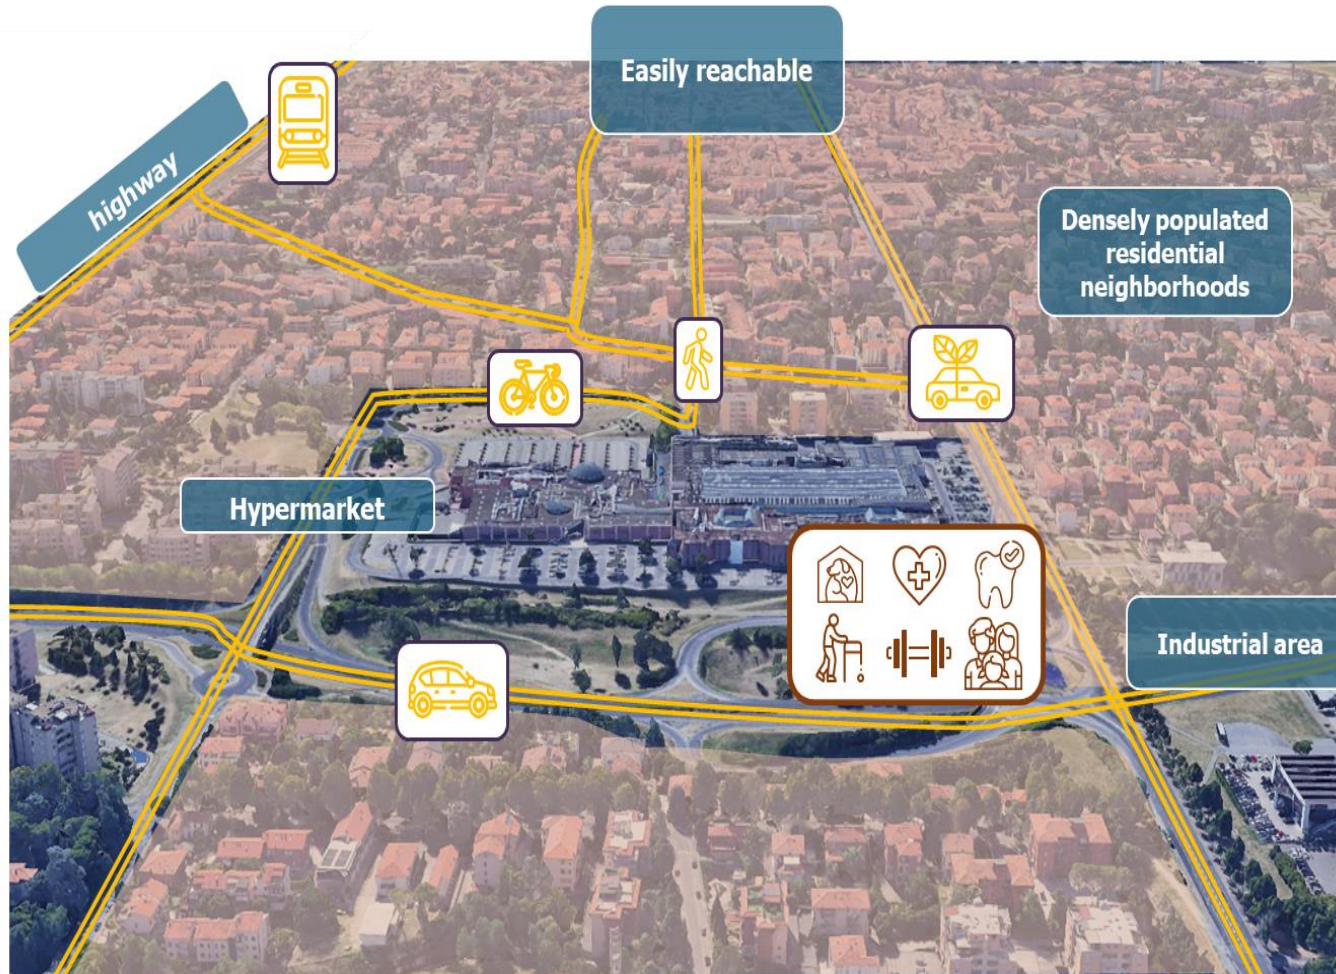 Easily reachable
highway
Densely populated
residential
neighborhoods
Hypermarket
Industrial area